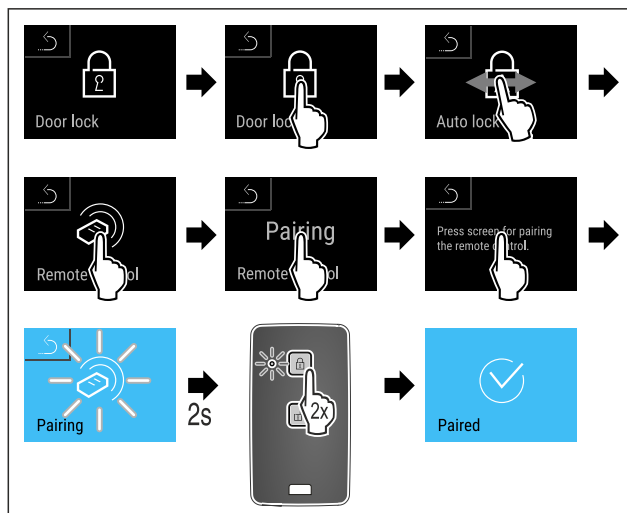 Door lock
Door loc
Auto lock
Remote ol
Pairing
Remote ol
Press screen for pairing
the remote control.
Pairing
2s
2x
Paired